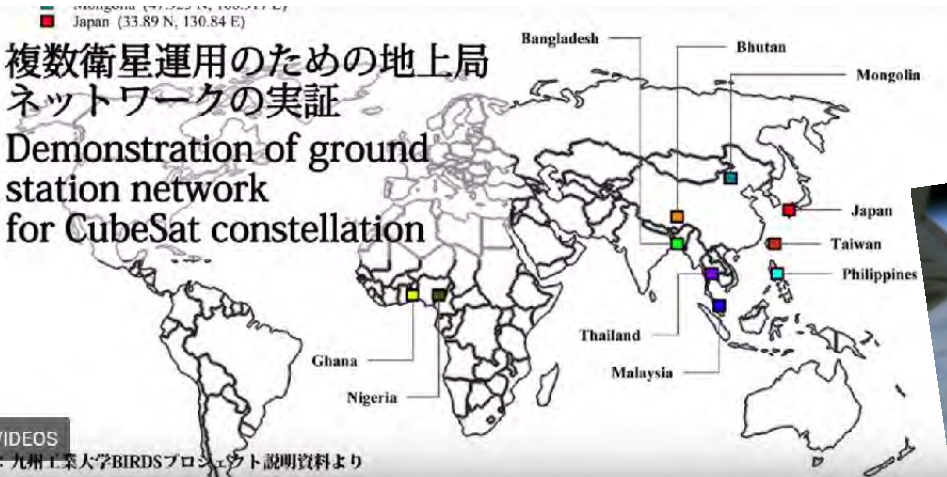 Japan (33.89 N, 130.84 E)
複数衛星運用のための地上局
ネットワークの実証
Demonstration of ground
station network
for CubeSat constellation
Bangladesh
Bhutan
Mongolia
Japan
Taiwan
Philippines
Thailand
Malaysia
Ghana
Nigeria
VIDEOS
: 九州工業大学BIRDSプロジェクト説明資料より